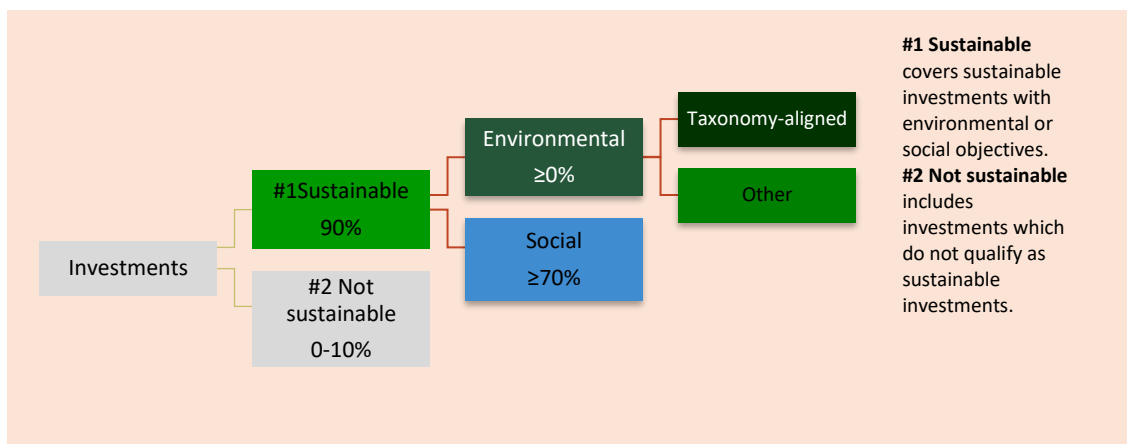 Investments
#1Sustainable
90%
#2 Not
sustainable
0-10%
Environmental
≥0%
Social
≥70%
Taxonomy-aligned
Other
#1 Sustainable
covers sustainable
investments with
environmental or
social objectives.
#2 Not sustainable
includes
investments which
do not qualify as
sustainable
investments.